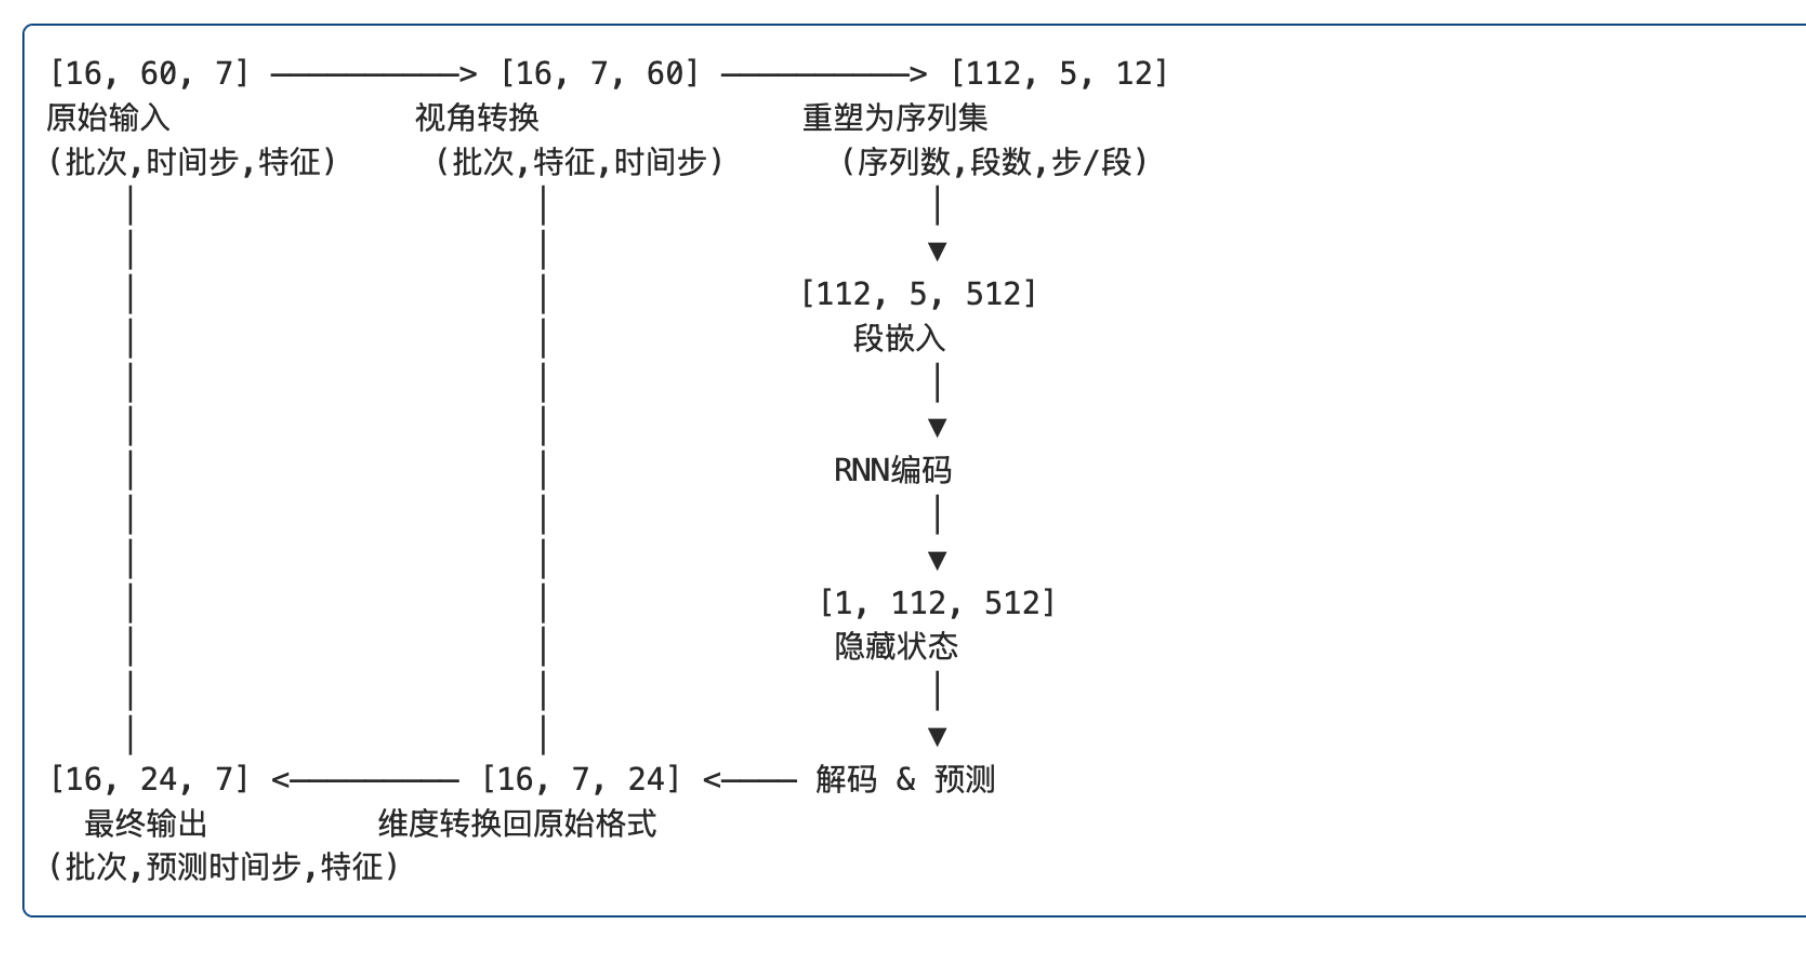 [16, 60, 7] ──────────> [16, 7, 60] ──────────> [112, 5, 12]
原始输入 视角转换 重塑为序列集
(批次,时间步,特征) (批次,特征,时间步) (序列数,段数,步/段)
[112, 5, 512]
段嵌入
RNN编码
[1, 112, 512]
隐藏状态
[16, 24, 7] <───────── [16, 7, 24] <──── 解码 & 预测
最终输出 维度转换回原始格式
(批次,预测时间步,特征)